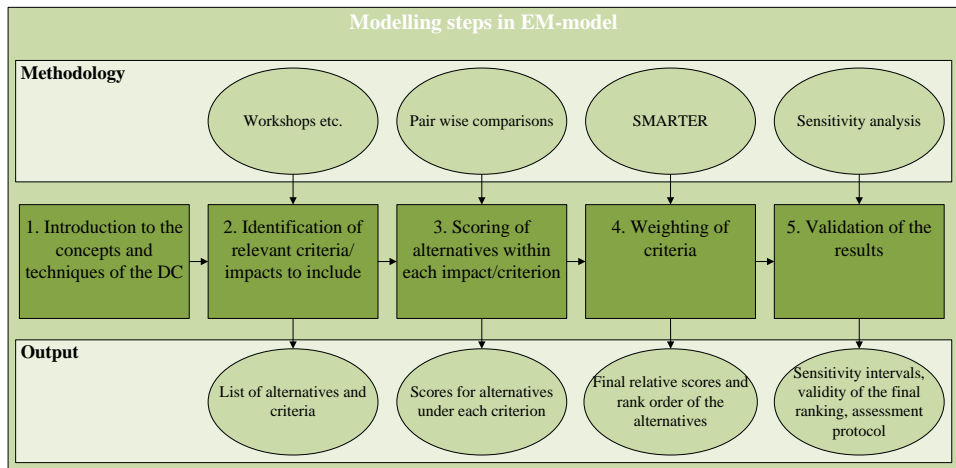 Modelling steps in EM-model
Methodology
Workshops etc.
Pair wise comparisons
SMARTER
Sensitivity analysis
1. Introduction to the
concepts and
techniques of the DC
2. Identification of
relevant criteria/
impacts to include
3. Scoring of
alternatives within
each impact/criterion
4. Weighting of
criteria
5. Validation of the
results
Output
List of alternatives and
criteria
Scores for alternatives
under each criterion
Final relative scores and
rank order of the
alternatives
Sensitivity intervals,
validity of the final
ranking, assessment
protocol